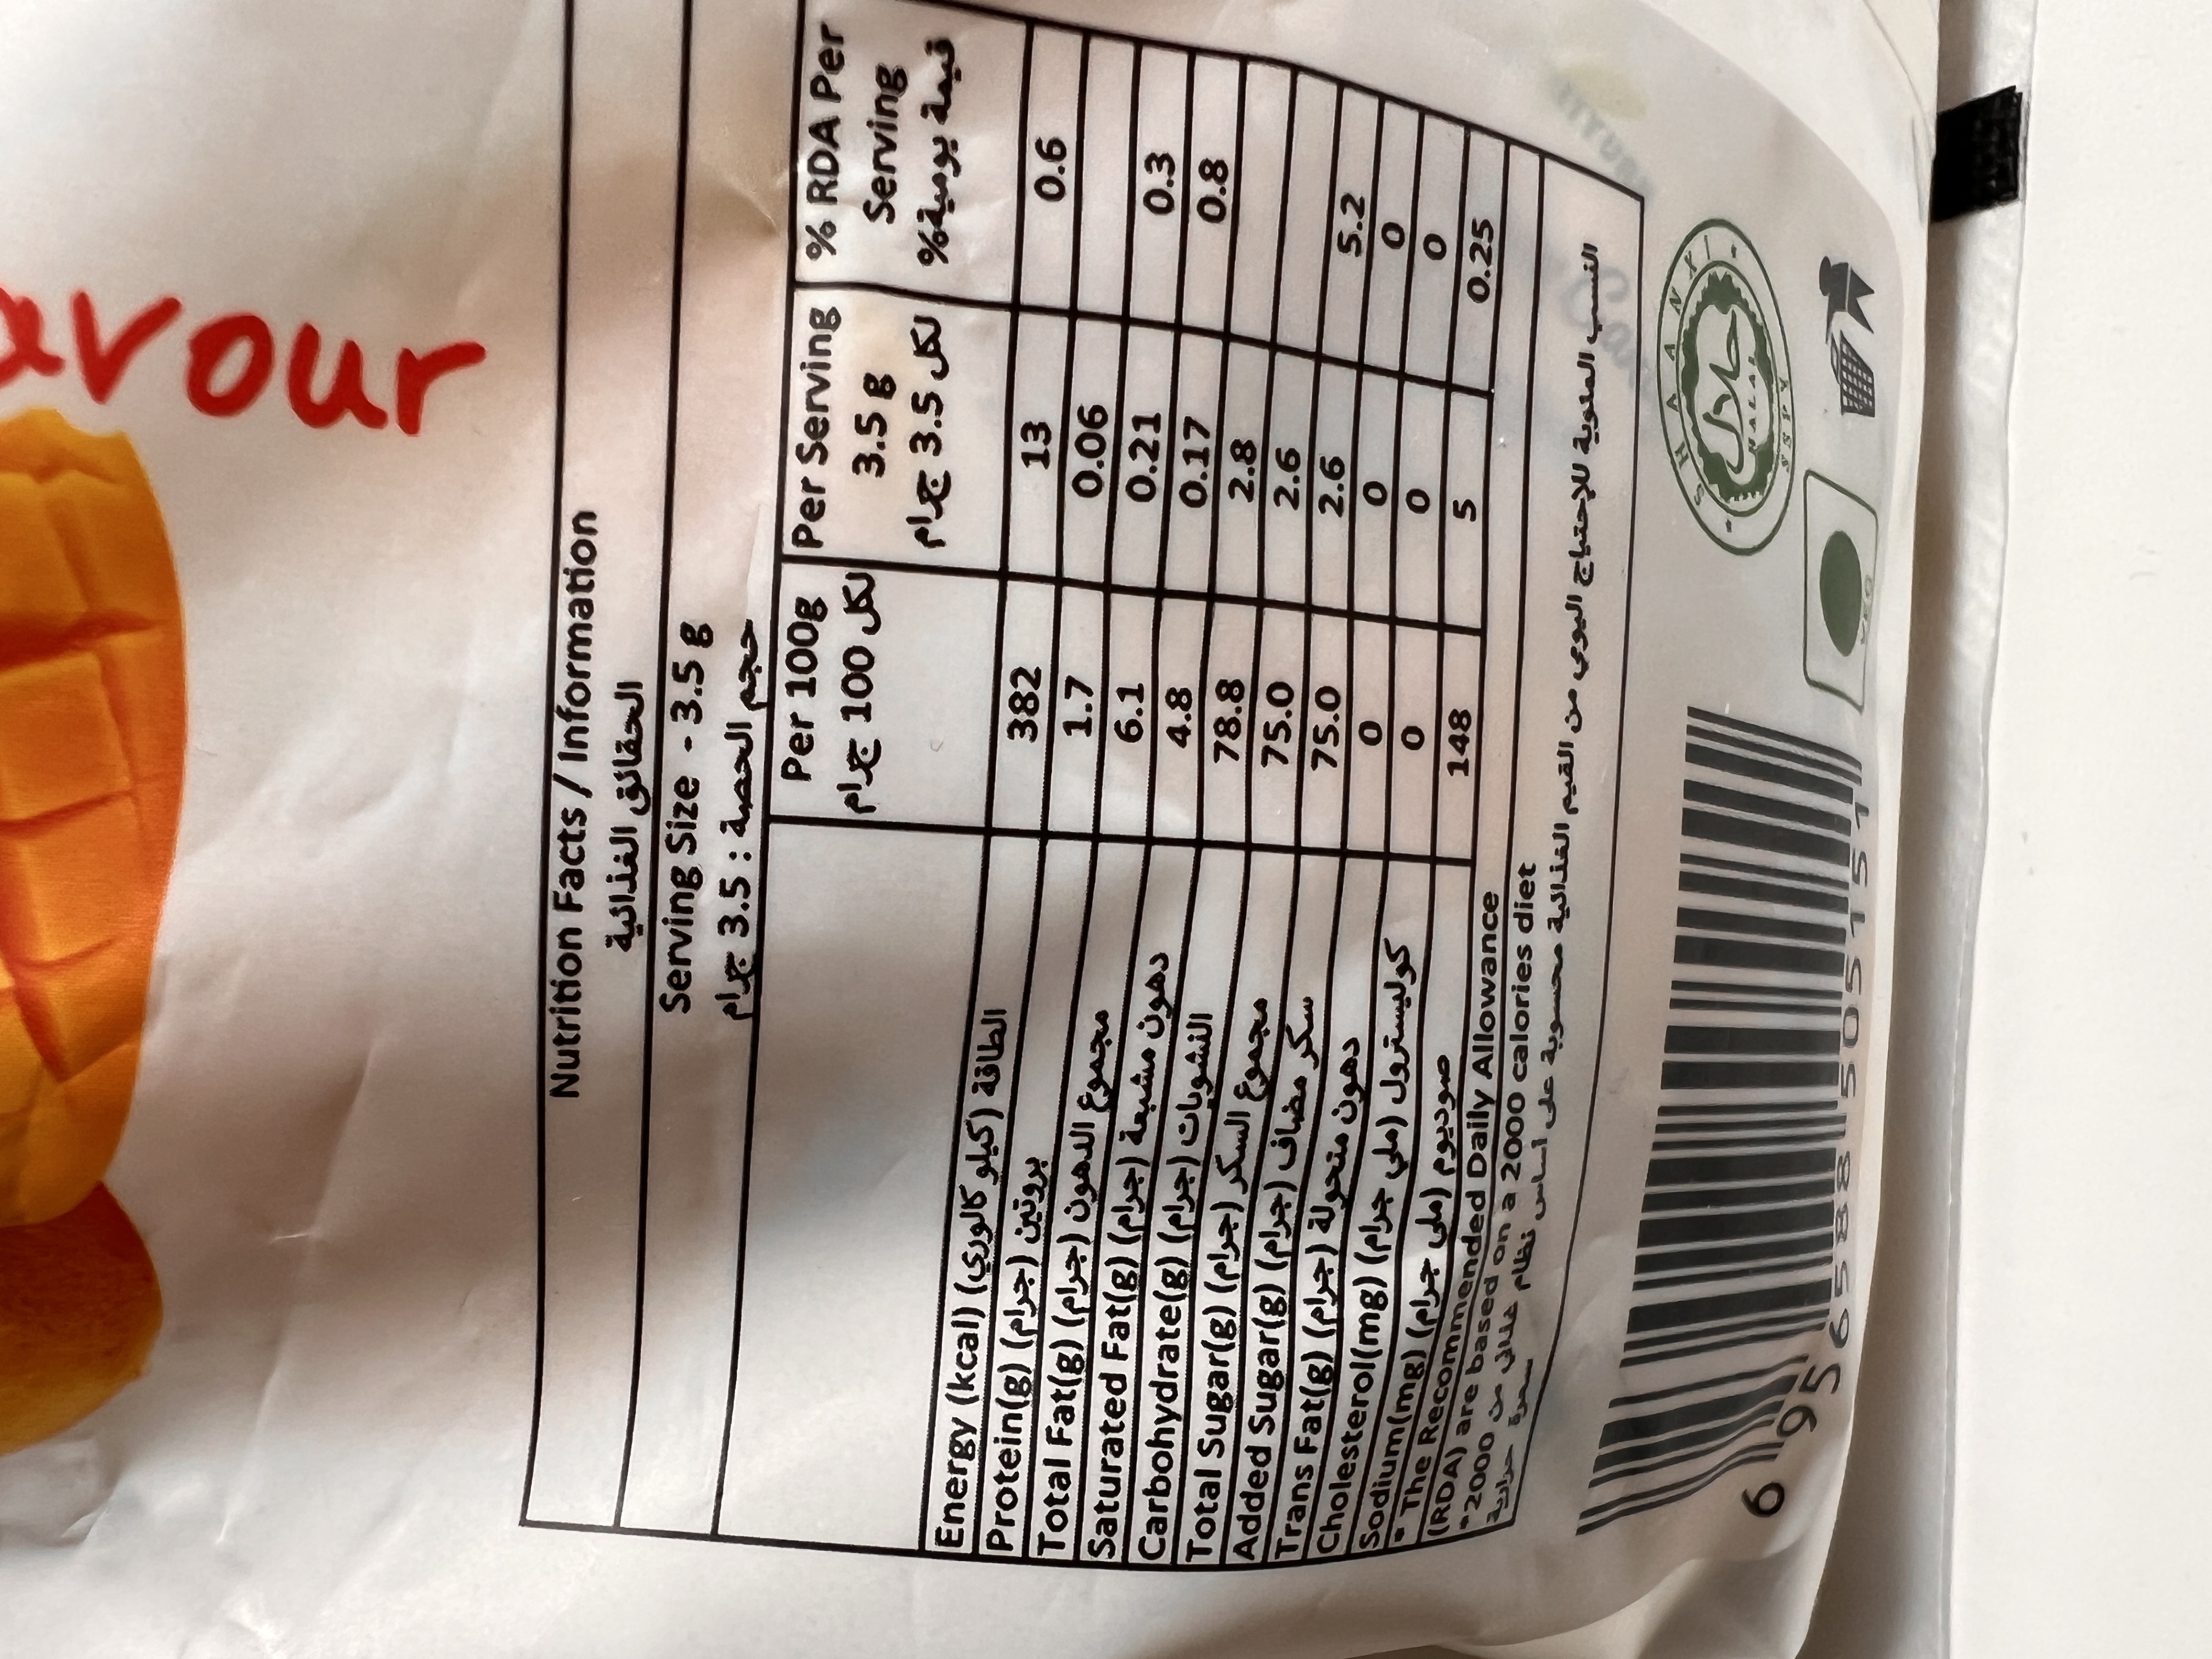 avour
Nutrition Facts / Information
الحقائق الغذائية
Serving Size - 3.5 g
حجم الحصة : 3.5 جرام
Per 100g Per Serving % RDA Per
لكل 100 جرام 3.5 g Serving
لكل 3.5 جرام %قيمة يومية
Energy (kcal) (كيلو كالوري) الطاقة 382 13 0.6
Protein(g) (جرام) بروتين 1.7 0.06
Total Fat(g) (جرام) مجموع الدهون 6.1 0.21 0.3
Saturated Fat(g) (جرام) دهون مشبعة 4.8 0.17 0.8
Carbohydrate(g) (جرام) النشويات 78.8 2.8
Total Sugar(g) (جرام) مجموع السكر 75.0 2.6
Added Sugar(g) (جرام) سكر مضاف 75.0 2.6 5.2
Trans Fat(g) (جرام) دهون متحولة 0 0 0
Cholesterol(mg) (ملي جرام) كوليسترول 0 0 0
Sodium(mg) (ملي جرام) صوديوم 148 5 0.25
* The Recommended Daily Allowance
(RDA) are based on a 2000 calories diet
النسب المئوية للإحتياج اليومي من القيم الغذائية محسوبة على أساس نظام غذائي من 2000*
سعرة حرارية
SHAANXI
حلال
HALAL
SSPX
VEG
6 956588 505151